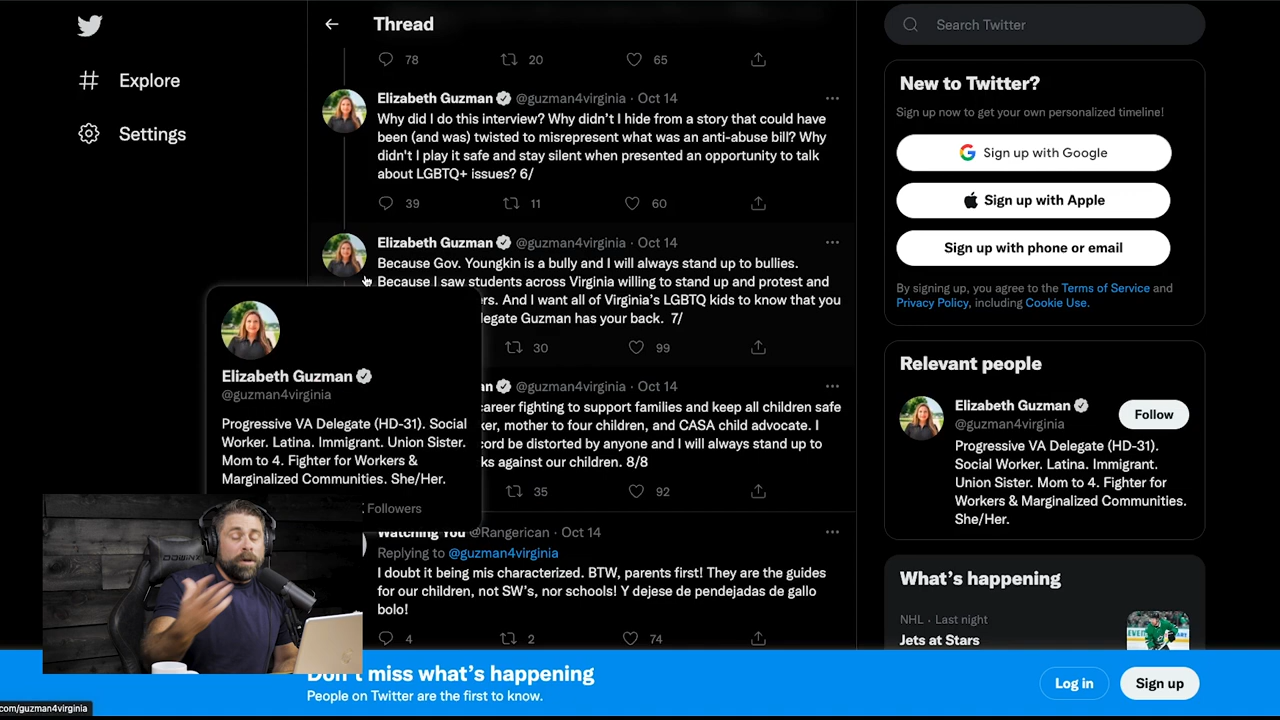 Thread
Search Twitter
Explore
Settings
78 20 65
Elizabeth Guzman @guzman4virginia · Oct 14
Why did I do this interview? Why didn't I hide from a story that could have
been (and was) twisted to misrepresent what was an anti-abuse bill? Why
didn't I play it safe and stay silent when presented an opportunity to talk
about LGBTQ+ issues? 6/
39 11 60
Elizabeth Guzman @guzman4virginia · Oct 14
Because Gov. Youngkin is a bully and I will always stand up to bullies.
Because I saw students across Virginia willing to stand up and protest and
ers. And I want all of Virginia's LGBTQ kids to know that you
elegate Guzman has your back. 7/
30 99
an @guzman4virginia · Oct 14
career fighting to support families and keep all children safe
ker, mother to four children, and CASA child advocate. I
ord be distorted by anyone and I will always stand up to
ks against our children. 8/8
35 92
Elizabeth Guzman
@guzman4virginia
Progressive VA Delegate (HD-31). Social
Worker. Latina. Immigrant. Union Sister.
Mom to 4. Fighter for Workers &
Marginalized Communities. She/Her.
Followers
Watching You @Rangerican · Oct 14
Replying to @guzman4virginia
I doubt it being mis characterized. BTW, parents first! They are the guides
for our children, not SW's, nor schools! Y dejese de pendejadas de gallo
bolo!
4 2 74
New to Twitter?
Sign up now to get your own personalized timeline!
Sign up with Google
Sign up with Apple
Sign up with phone or email
By signing up, you agree to the Terms of Service and
Privacy Policy, including Cookie Use.
Relevant people
Elizabeth Guzman
@guzman4virginia
Follow
Progressive VA Delegate (HD-31).
Social Worker. Latina. Immigrant.
Union Sister. Mom to 4. Fighter for
Workers & Marginalized Communities.
She/Her.
What's happening
NHL · Last night
Jets at Stars
Don't miss what's happening
People on Twitter are the first to know.
Log in
Sign up
com/guzman4virginia